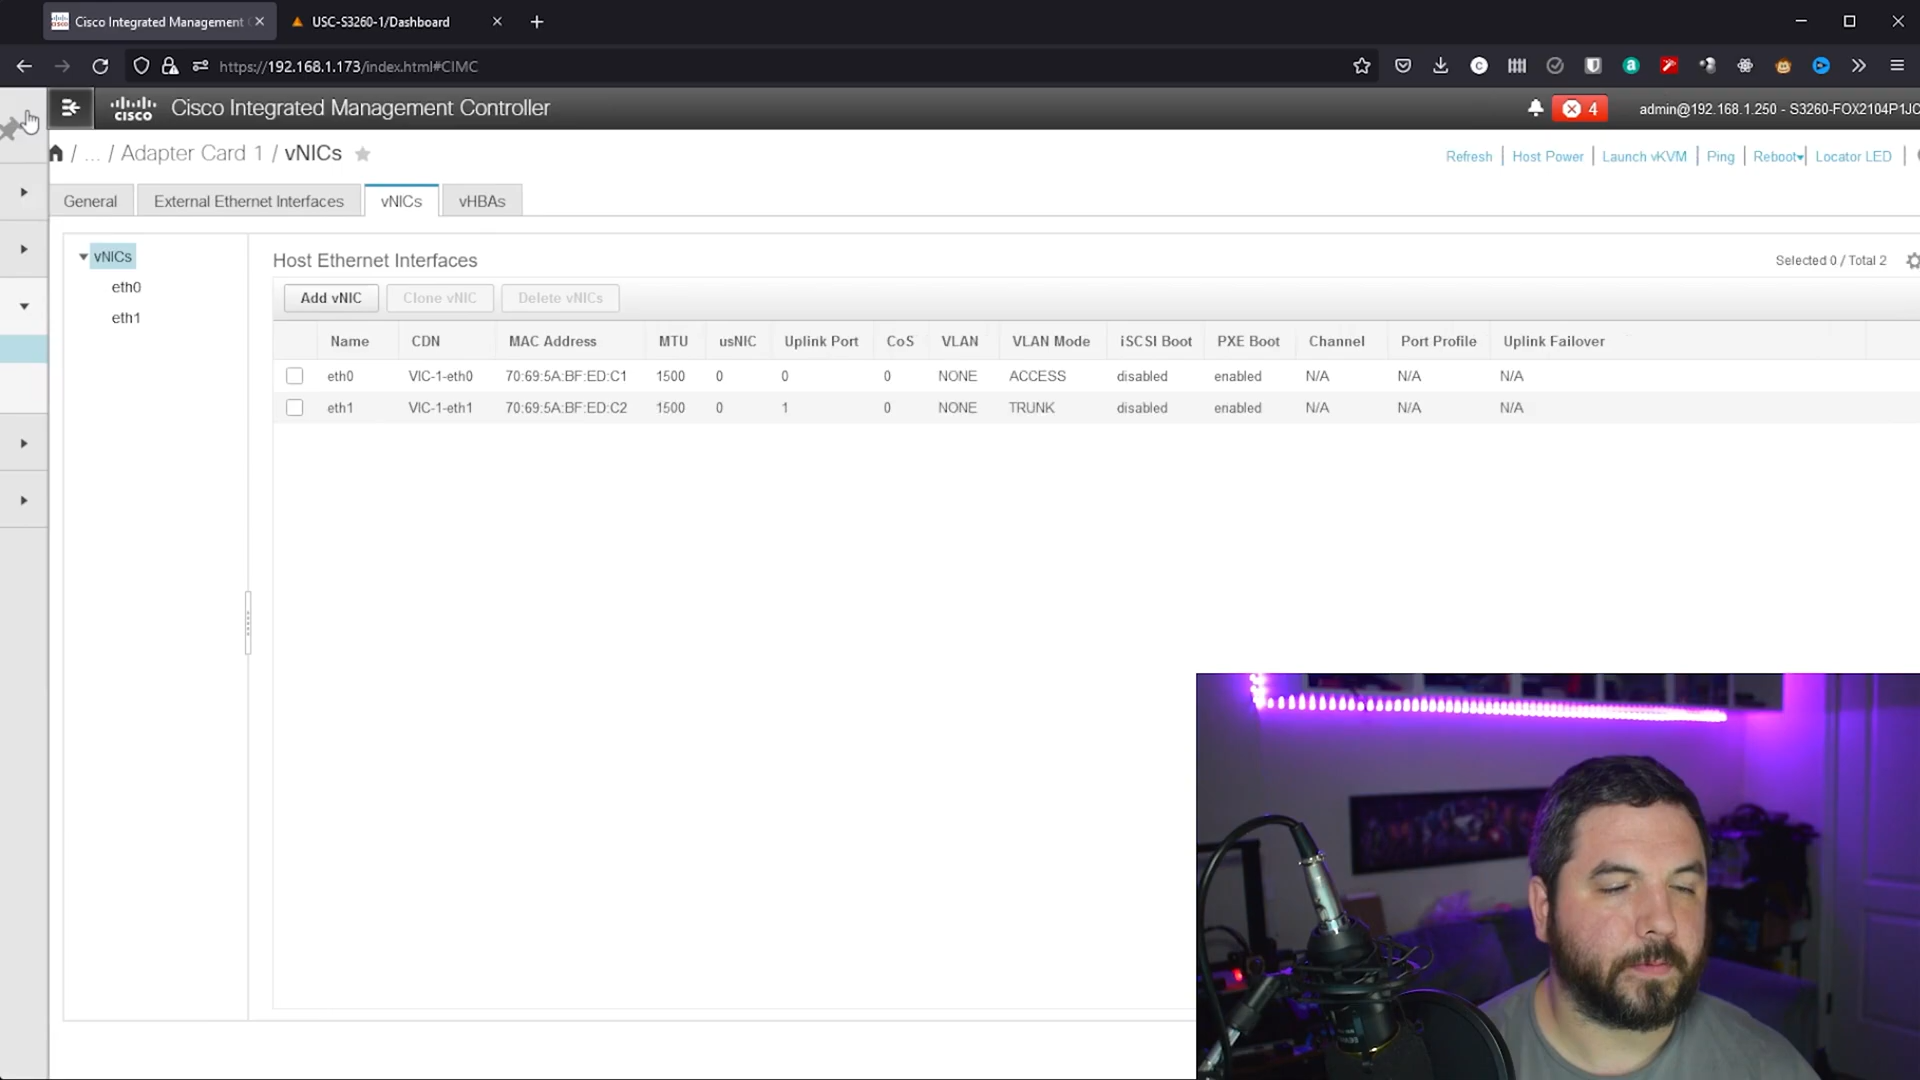 Cisco Integrated Management
USC-S3260-1/Dashboard
https://192.168.1.173/index.html#CIMC
cisco
Cisco Integrated Management Controller
4
admin@192.168.1.250 - S3260-FOX2104P1JC
/ ... / Adapter Card 1 / vNICs
Refresh | Host Power | Launch vKVM | Ping | Reboot | Locator LED |
General
External Ethernet Interfaces
vNICs
vHBAs
vNICs
eth0
eth1
Host Ethernet Interfaces
Selected 0 / Total 2
Add vNIC
Clone vNIC
Delete vNICs
Name CDN MAC Address MTU usNIC Uplink Port CoS VLAN VLAN Mode iSCSI Boot PXE Boot Channel Port Profile Uplink Failover
eth0 VIC-1-eth0 70:69:5A:BF:ED:C1 1500 0 0 0 NONE ACCESS disabled enabled N/A N/A N/A
eth1 VIC-1-eth1 70:69:5A:BF:ED:C2 1500 0 1 0 NONE TRUNK disabled enabled N/A N/A N/A